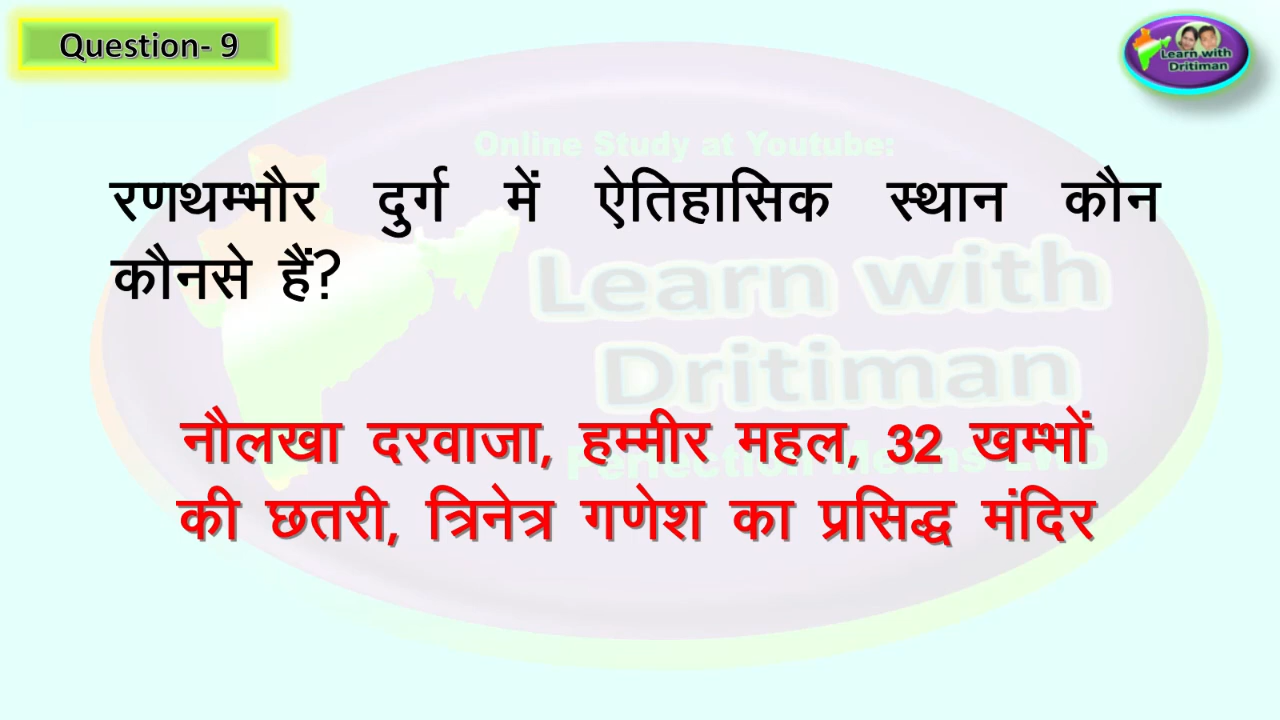 Question- 9
Learn with
Dritiman
Online Study at Youtube:
रणथम्भौर दुर्ग में ऐतिहासिक स्थान कौन
कौनसे हैं?
Learn with
Dritiman
नौलखा दरवाजा, हम्मीर महल, 32 खम्भों
की छतरी, त्रिनेत्र गणेश का प्रसिद्ध मंदिर